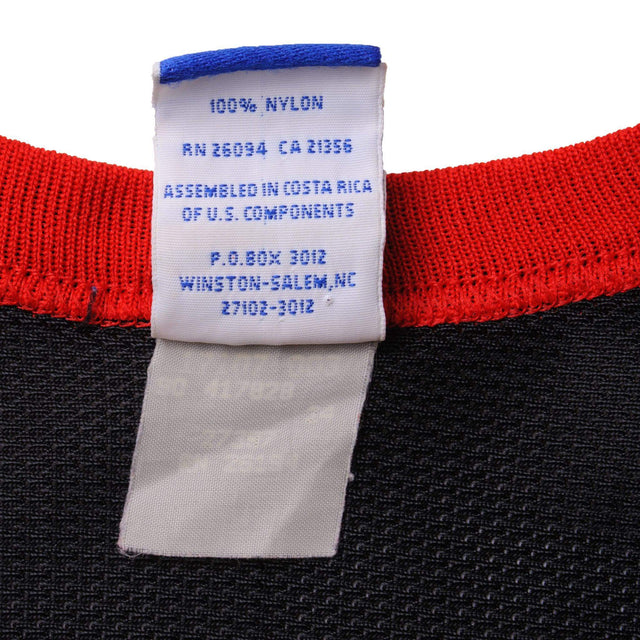 100% NYLON
RN 26094 CA 21356
ASSEMBLED IN COSTA RICA
OF U.S. COMPONENTS
P.O.BOX 3012
WINSTON-SALEM,NC
27102-3012